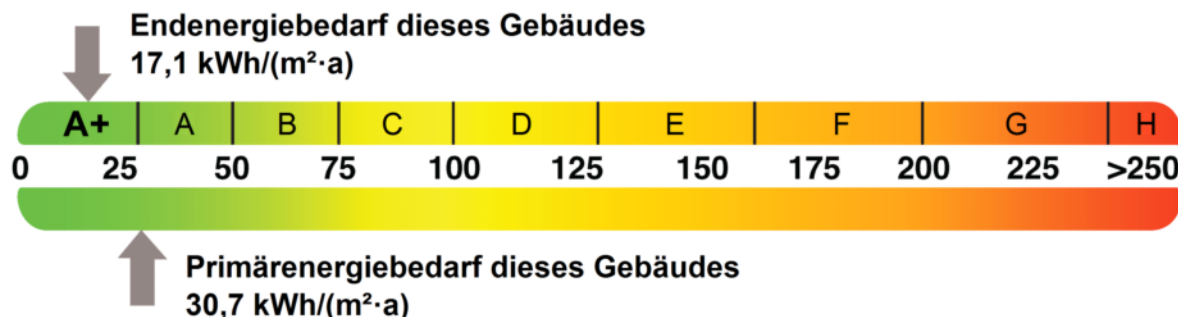 Endenergiebedarf dieses Gebäudes
17,1 kWh/(m²·a)
A+ A B C D E F G H
0 25 50 75 100 125 150 175 200 225 >250
Primärenergiebedarf dieses Gebäudes
30,7 kWh/(m²·a)